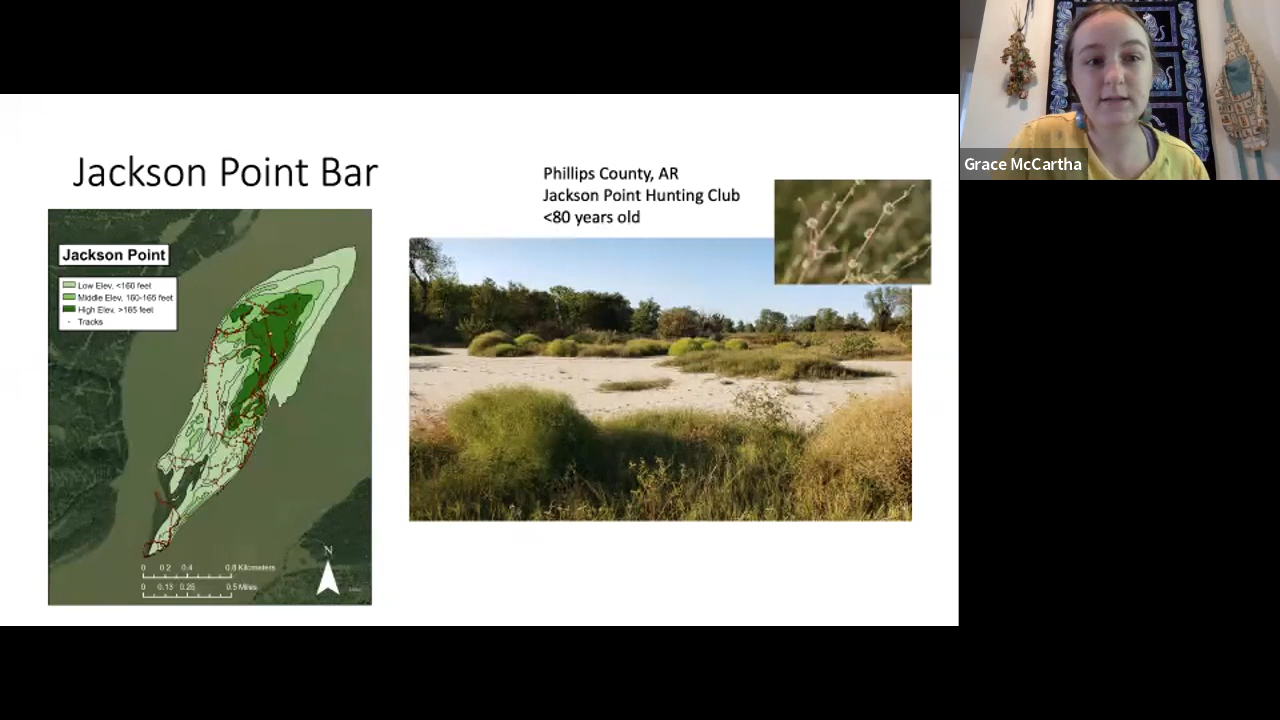 Jackson Point Bar
Phillips County, AR
Jackson Point Hunting Club
<80 years old
Jackson Point
Low Elev. <160 feet
Middle Elev. 160-165 feet
High Elev. >165 feet
Tracks
N
0 0.2 0.4 0.8 Kilometers
0 0.13 0.25 0.5 Miles
Grace McCartha